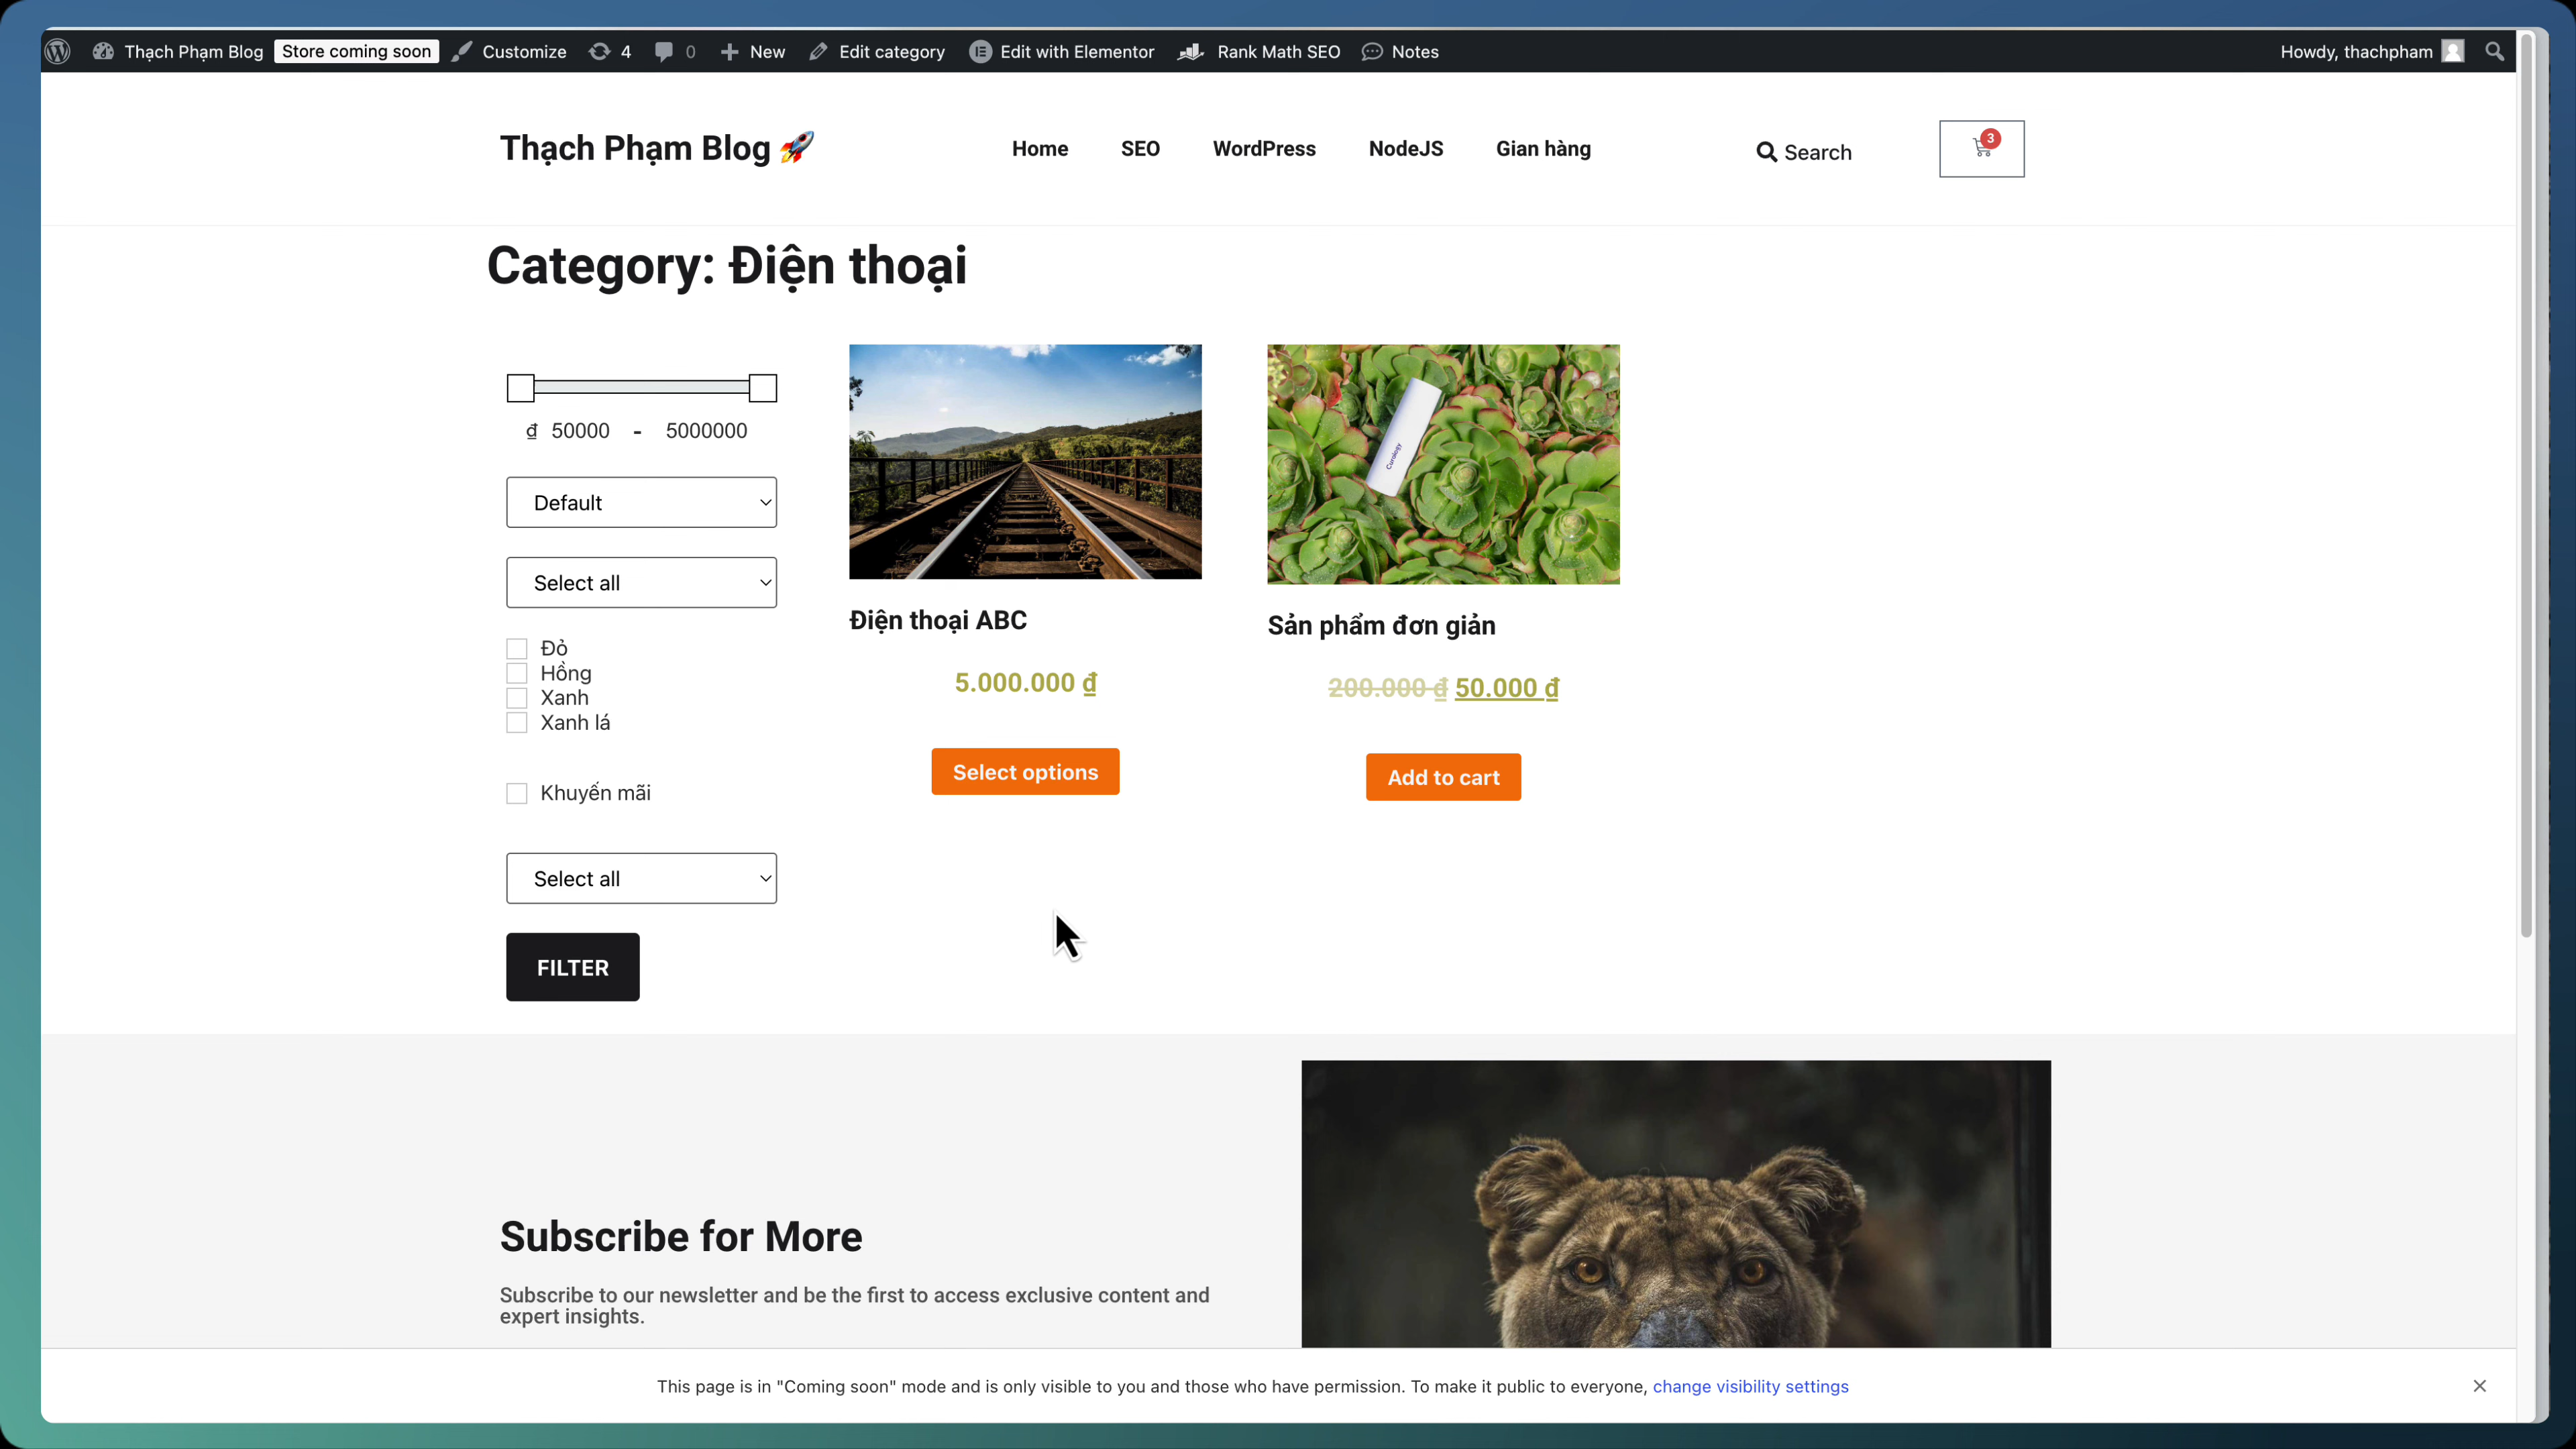 Thạch Phạm Blog Store coming soon Customize 4 0 New Edit category Edit with Elementor Rank Math SEO Notes Howdy, thachpham
Thạch Phạm Blog 🚀 Home SEO WordPress NodeJS Gian hàng Search 3
Category: Điện thoại
₫ 50000 - 5000000
Default
Select all
Đỏ
Hồng
Xanh
Xanh lá
Khuyến mãi
Select all
FILTER
Điện thoại ABC
5.000.000 ₫
Select options
Curology
Sản phẩm đơn giản
200.000 ₫ 50.000 ₫
Add to cart
Subscribe for More
Subscribe to our newsletter and be the first to access exclusive content and
expert insights.
This page is in "Coming soon" mode and is only visible to you and those who have permission. To make it public to everyone, change visibility settings